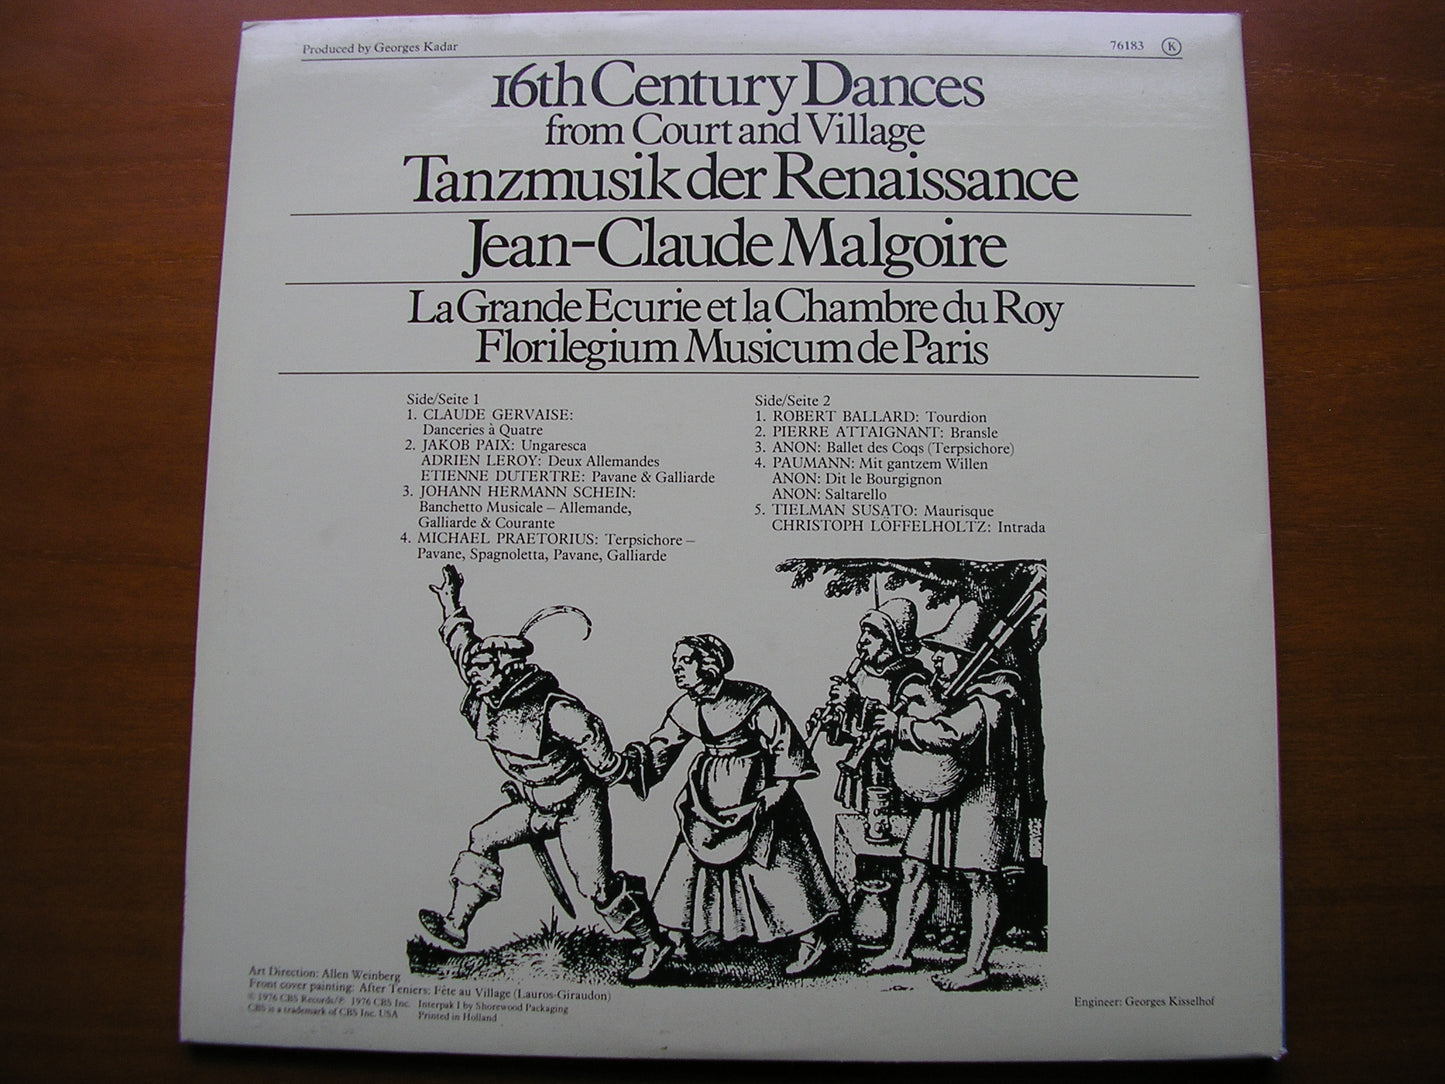 Produced by Georges Kadar
76183 K
16th Century Dances
from Court and Village
Tanzmusik der Renaissance
Jean-Claude Malgoire
La Grande Ecurie et la Chambre du Roy
Florilegium Musicum de Paris
Side/Seite 1
1. CLAUDE GERVAISE:
Danceries à Quatre
2. JAKOB PAIX: Ungaresca
ADRIEN LEROY: Deux Allemandes
ETIENNE DUTERTRE: Pavane & Galliarde
3. JOHANN HERMANN SCHEIN:
Banchetto Musicale – Allemande,
Galliarde & Courante
4. MICHAEL PRAETORIUS: Terpsichore –
Pavane, Spagnoletta, Pavane, Galliarde
Side/Seite 2
1. ROBERT BALLARD: Tourdion
2. PIERRE ATTAIGNANT: Bransle
3. ANON: Ballet des Coqs (Terpsichore)
4. PAUMANN: Mit gantzem Willen
ANON: Dit le Bourgignon
ANON: Saltarello
5. TIELMAN SUSATO: Maurisque
CHRISTOPH LÖFFELHOLTZ: Intrada
Art Direction: Allen Weinberg
Front cover painting: After Teniers: Fête au Village (Lauros-Giraudon)
© 1976 CBS Records/℗ 1976 CBS Inc.
CBS is a trademark of CBS Inc. USA
Interpak I by Shorewood Packaging
Printed in Holland
Engineer: Georges Kisselhof